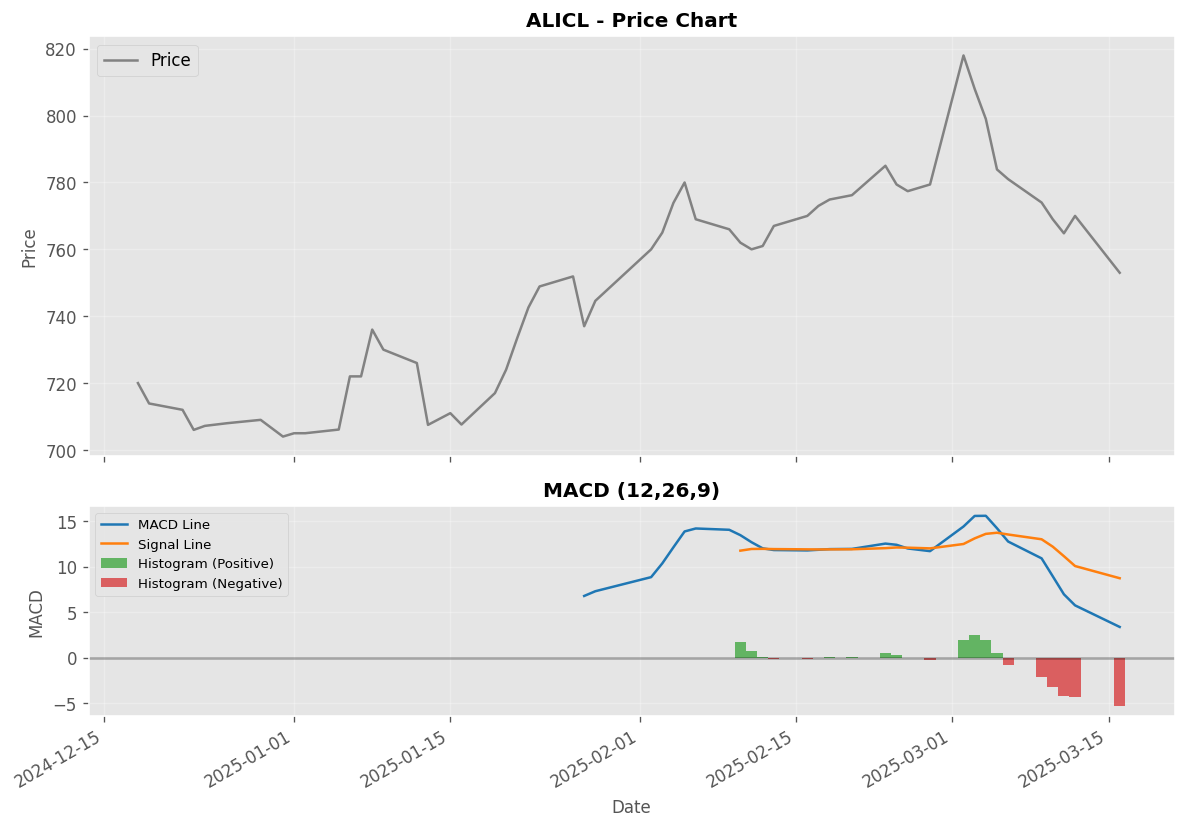 ALICL - Price Chart
Price
820
800
780
760
740
720
700
Price
MACD (12,26,9)
MACD Line
Signal Line
Histogram (Positive)
Histogram (Negative)
15
10
5
0
−5
MACD
2024-12-15
2025-01-01
2025-01-15
2025-02-01
2025-02-15
2025-03-01
2025-03-15
Date